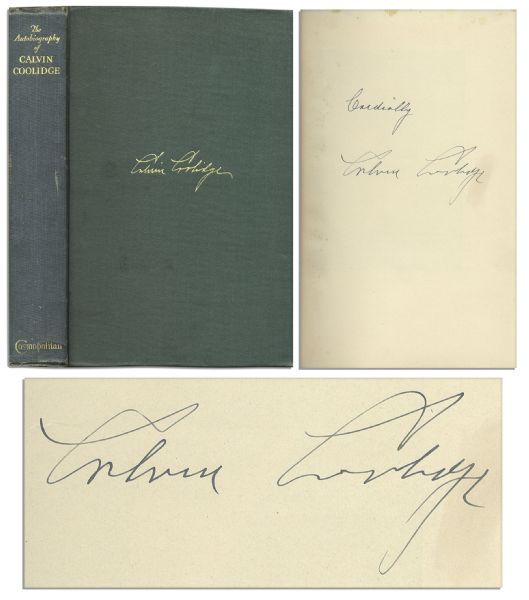 The
Autobiography
of
CALVIN
COOLIDGE
Cosmopolitan
Calvin Coolidge
Cordially
Calvin Coolidge
Calvin Coolidge